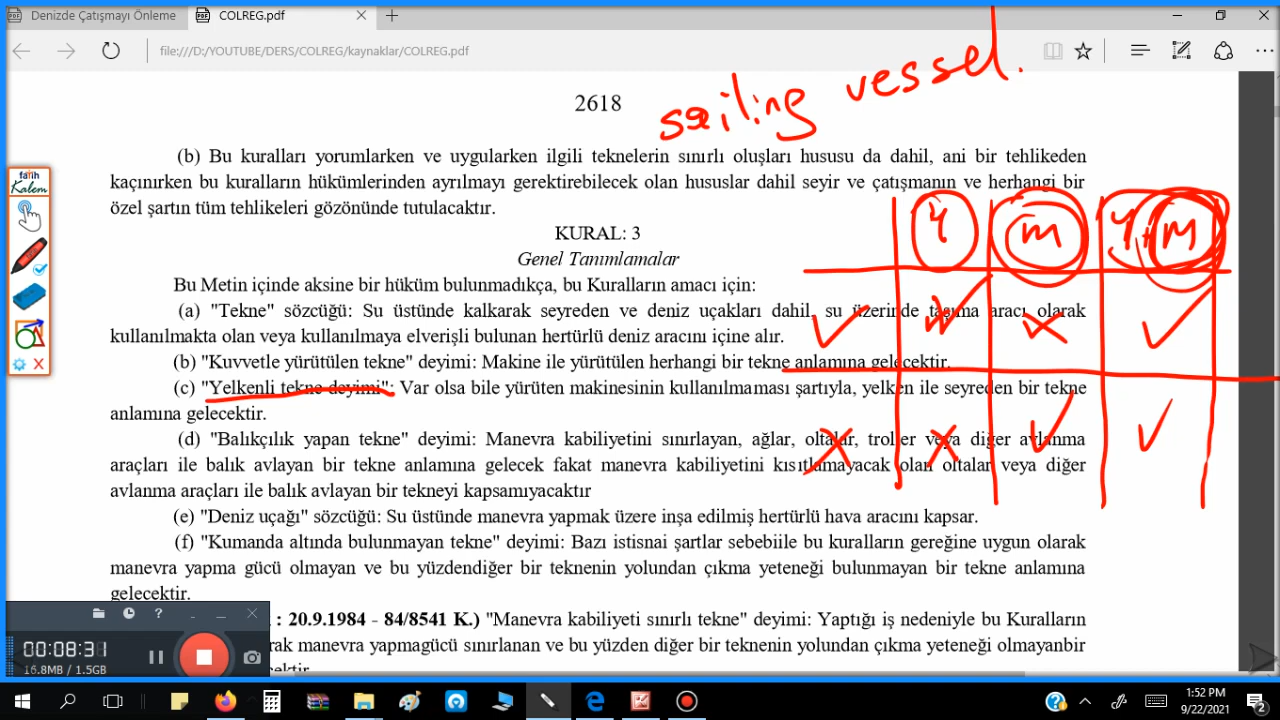 Denizde Çatışmayı Önleme
COLREG.pdf
file:///D:/YOUTUBE/DERS/COLREG/kaynaklar/COLREG.pdf
sailing vessel.
2618
(b) Bu kuralları yorumlarken ve uygularken ilgili teknelerin sınırlı oluşları hususu da dahil, ani bir tehlikeden
kaçınırken bu kuralların hükümlerinden ayrılmayı gerektirebilecek olan hususlar dahil seyir ve çatışmanın ve herhangi bir
özel şartın tüm tehlikeleri gözönünde tutulacaktır.
KURAL: 3
Genel Tanımlamalar
Y M Y M
Bu Metin içinde aksine bir hüküm bulunmadıkça, bu Kuralların amacı için:
(a) "Tekne" sözcüğü: Su üstünde kalkarak seyreden ve deniz uçakları dahil, su üzerinde taşıma aracı olarak
kullanılmakta olan veya kullanılmaya elverişli bulunan hertürlü deniz aracını içine alır.
(b) "Kuvvetle yürütülen tekne" deyimi: Makine ile yürütülen herhangi bir tekne anlamına gelecektir.
(c) "Yelkenli tekne deyimi": Var olsa bile yürüten makinesinin kullanılmaması şartıyla, yelken ile seyreden bir tekne
anlamına gelecektir.
(d) "Balıkçılık yapan tekne" deyimi: Manevra kabiliyetini sınırlayan, ağlar, oltalar, troller veya diğer avlanma
araçları ile balık avlayan bir tekne anlamına gelecek fakat manevra kabiliyetini kısıtlamayacak olan oltalar veya diğer
avlanma araçları ile balık avlayan bir tekneyi kapsamıyacaktır
(e) "Deniz uçağı" sözcüğü: Su üstünde manevra yapmak üzere inşa edilmiş hertürlü hava aracını kapsar.
(f) "Kumanda altında bulunmayan tekne" deyimi: Bazı istisnai şartlar sebebiile bu kuralların gereğine uygun olarak
manevra yapma gücü olmayan ve bu yüzdendiğer bir teknenin yolundan çıkma yeteneği bulunmayan bir tekne anlamına
gelecektir.
: 20.9.1984 - 84/8541 K.) "Manevra kabiliyeti sınırlı tekne" deyimi: Yaptığı iş nedeniyle bu Kuralların
rak manevra yapmagücü sınırlanan ve bu yüzden diğer bir teknenin yolundan çıkma yeteneği olmayanbir
ectir.
fatih
Kalem
00:08:31
16.8MB / 1.5GB
1:52 PM
9/22/2021
2